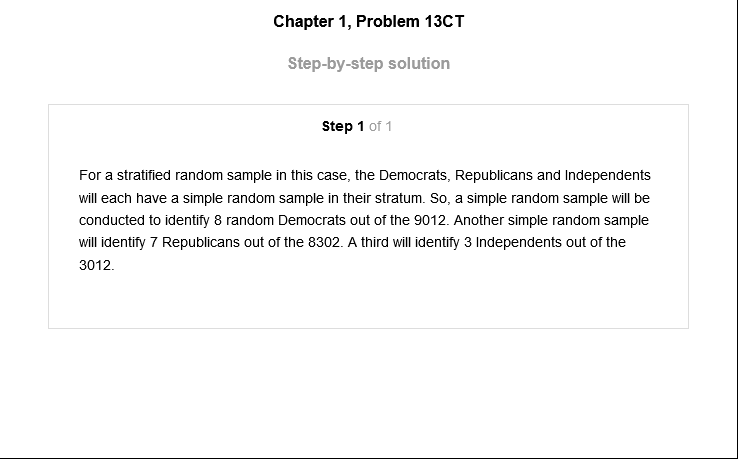 Chapter 1, Problem 13CT
Step-by-step solution
Step 1 of 1
For a stratified random sample in this case, the Democrats, Republicans and Independents
will each have a simple random sample in their stratum. So, a simple random sample will be
conducted to identify 8 random Democrats out of the 9012. Another simple random sample
will identify 7 Republicans out of the 8302. A third will identify 3 Independents out of the
3012.